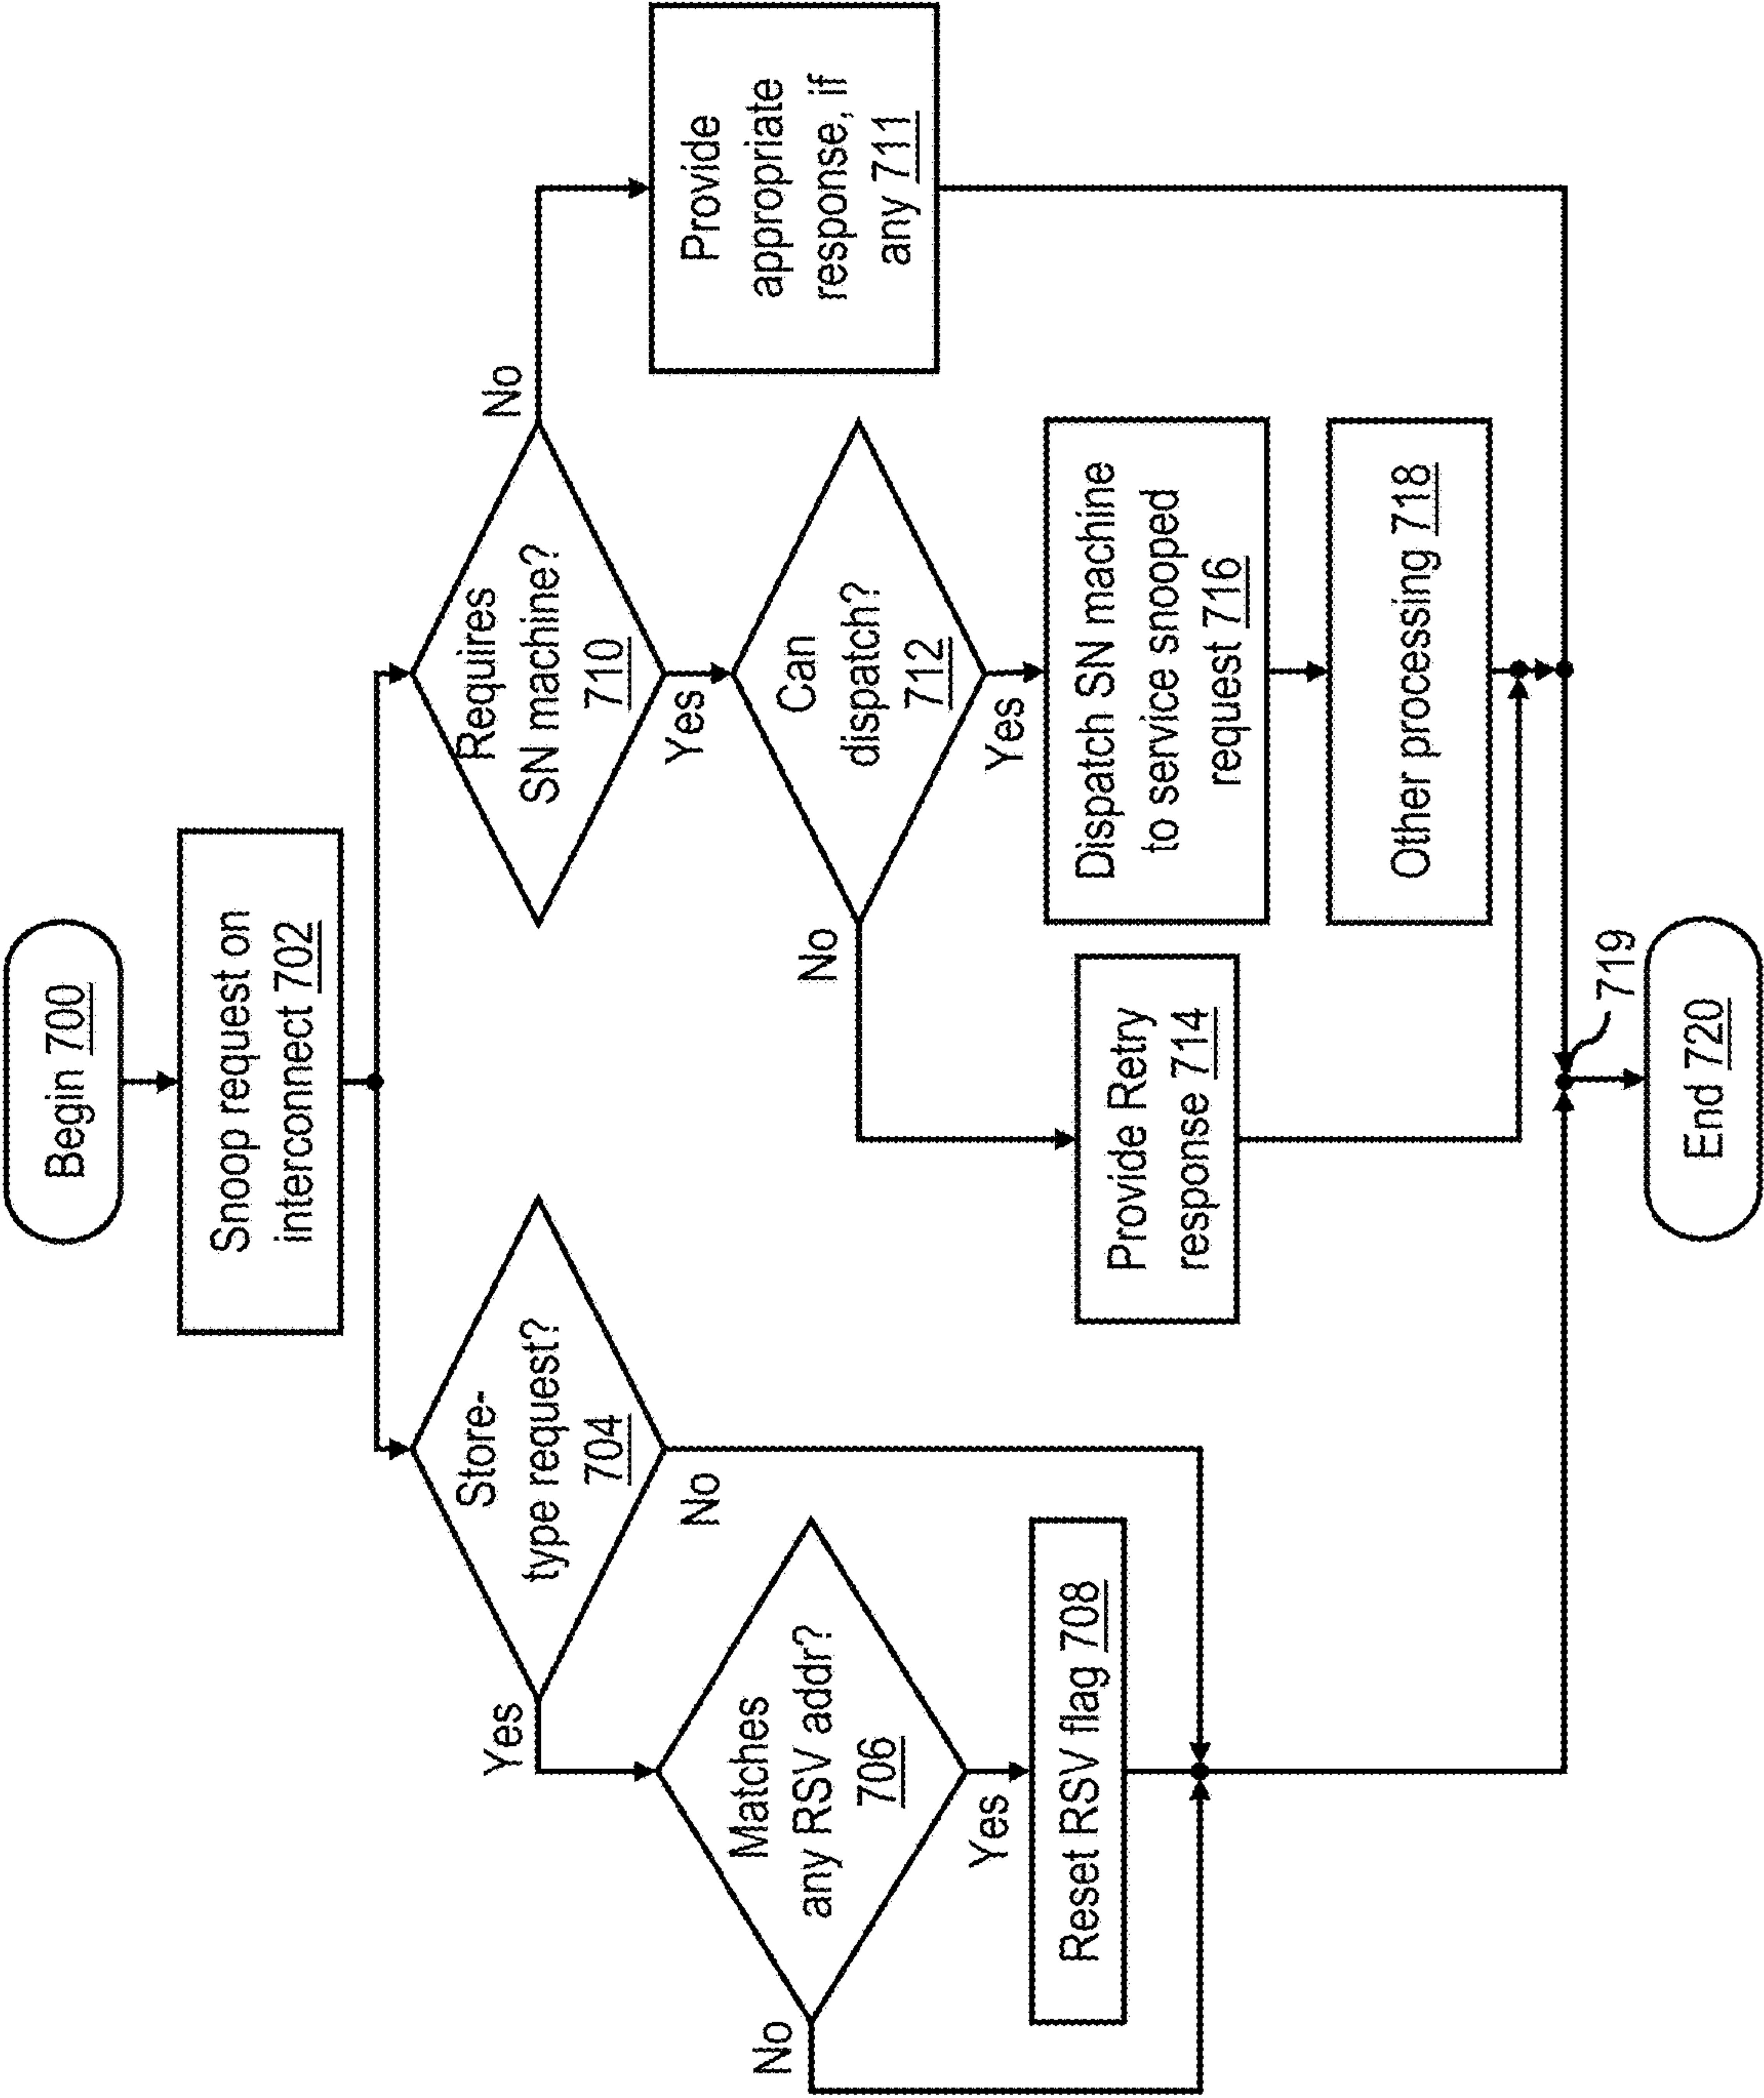 Begin 700
Snoop request on
interconnect 702
Store-
type request?
704
Yes
No
Matches
any RSV addr?
706
No
Yes
Reset RSV flag 708
Requires
SN machine?
710
No
Yes
Provide
appropriate
response, if
any 711
Can
dispatch?
712
No
Yes
Provide Retry
response 714
Dispatch SN machine
to service snooped
request 716
Other processing 718
719
End 720